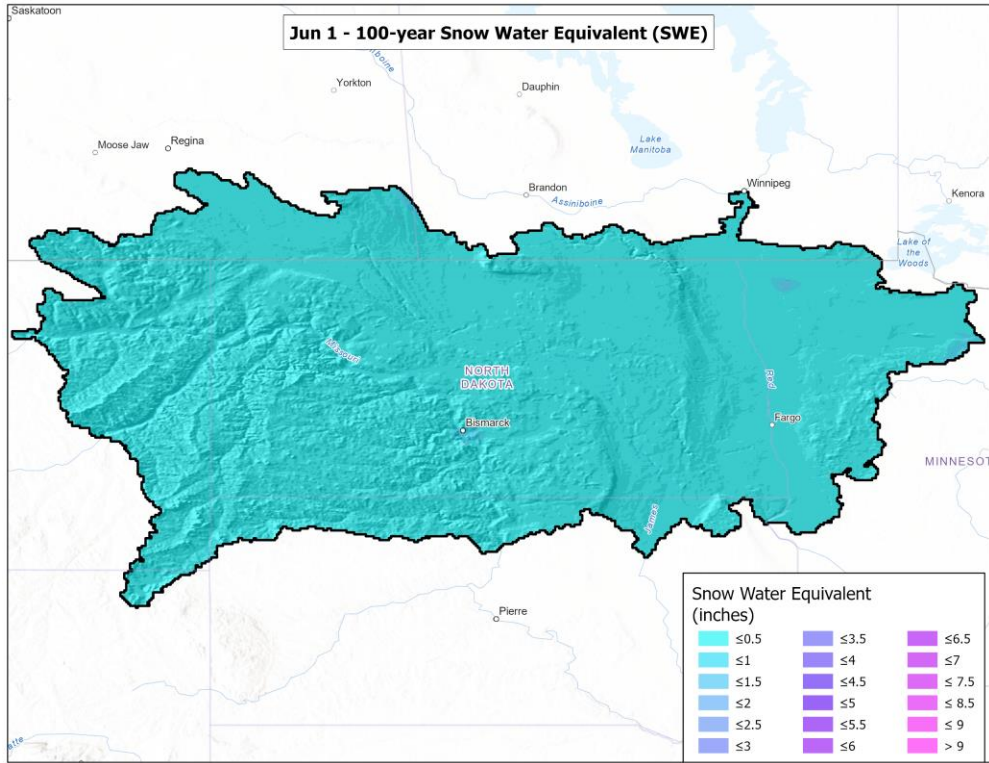 Saskatoon
Jun 1 - 100-year Snow Water Equivalent (SWE)
Yorkton
Dauphin
Moose Jaw
Regina
Lake
Manitoba
Brandon
Assiniboine
Winnipeg
Kenora
Lake of
the
Woods
Missouri
NORTH
DAKOTA
Red
Bismarck
Fargo
MINNESOT
James
Pierre
Snow Water Equivalent
(inches)
≤0.5
≤1
≤1.5
≤2
≤2.5
≤3
≤3.5
≤4
≤4.5
≤5
≤5.5
≤6
≤6.5
≤7
≤ 7.5
≤ 8.5
≤ 9
> 9